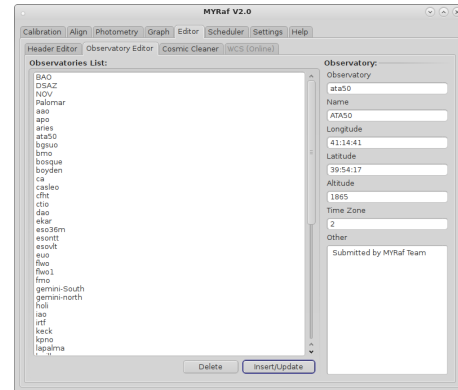 MYRaf V2.0
Calibration Align Photometry Graph Editor Scheduler Settings Help
Header Editor Observatory Editor Cosmic Cleaner WCS (Online)
Observatories List:
BAO
DSAZ
NOV
Palomar
aao
apo
aries
ata50
bgsuo
bmo
bosque
boyden
ca
casleo
cfht
ctio
dao
ekar
eso36m
esontt
esovlt
euo
flwo
flwo1
fmo
gemini-South
gemini-north
holi
iao
irtf
keck
kpno
lapalma
Delete Insert/Update
Observatory:
Observatory
ata50
Name
ATA50
Longitude
41:14:41
Latitude
39:54:17
Altitude
1865
Time Zone
2
Other
Submitted by MYRaf Team